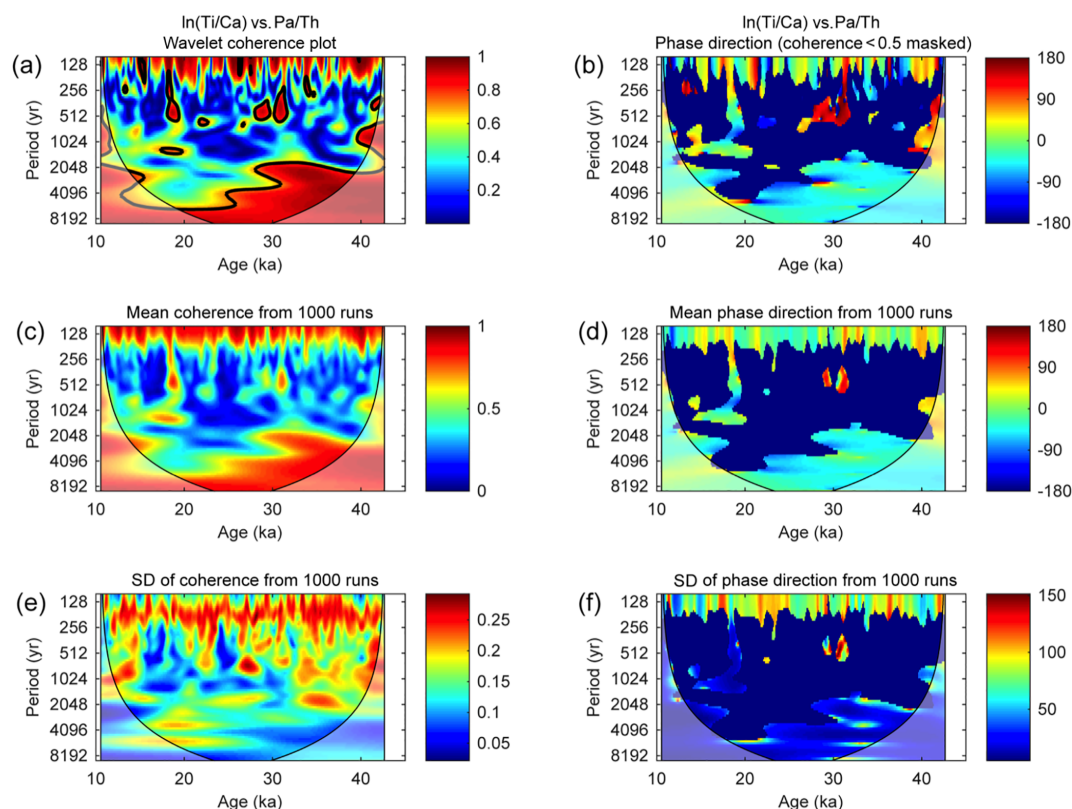 ln(Ti/Ca) vs. Pa/Th
Wavelet coherence plot
(a)
128
256
512
1024
2048
4096
8192
Period (yr)
10 20 30 40
Age (ka)
1
0.8
0.6
0.4
0.2
ln(Ti/Ca) vs. Pa/Th
Phase direction (coherence < 0.5 masked)
(b)
128
256
512
1024
2048
4096
8192
Period (yr)
10 20 30 40
Age (ka)
180
90
0
-90
-180
Mean coherence from 1000 runs
(c)
128
256
512
1024
2048
4096
8192
Period (yr)
10 20 30 40
Age (ka)
1
0.5
0
Mean phase direction from 1000 runs
(d)
128
256
512
1024
2048
4096
8192
Period (yr)
10 20 30 40
Age (ka)
180
90
0
-90
-180
SD of coherence from 1000 runs
(e)
128
256
512
1024
2048
4096
8192
Period (yr)
10 20 30 40
Age (ka)
0.25
0.2
0.15
0.1
0.05
SD of phase direction from 1000 runs
(f)
128
256
512
1024
2048
4096
8192
Period (yr)
10 20 30 40
Age (ka)
150
100
50